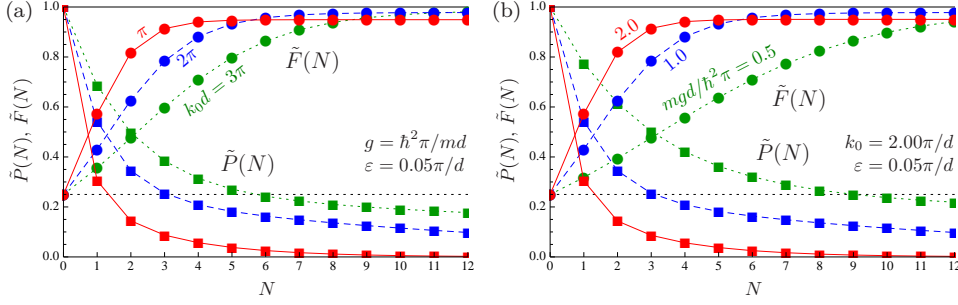 (a)
P̃(N), F̃(N)
1.0
0.8
0.6
0.4
0.2
0.0
π
2π
k₀d = 3π
F̃(N)
P̃(N)
g = ħ²π/md
ε = 0.05π/d
0 1 2 3 4 5 6 7 8 9 10 11 12
N
(b)
P̃(N), F̃(N)
1.0
0.8
0.6
0.4
0.2
0.0
2.0
1.0
mgd/ħ²π = 0.5
F̃(N)
P̃(N)
k₀ = 2.00π/d
ε = 0.05π/d
0 1 2 3 4 5 6 7 8 9 10 11 12
N